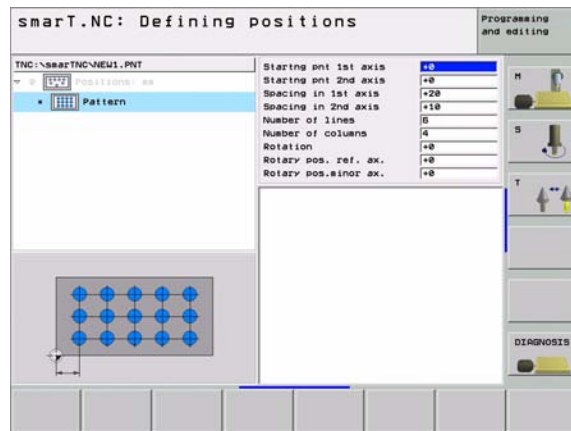 smarT.NC: Defining positions
Programming
and editing
TNC:\smarTNC\NEW1.PNT
Positions: mm
Pattern
Startng pnt 1st axis +0
Startng pnt 2nd axis +0
Spacing in 1st axis +20
Spacing in 2nd axis +10
Number of lines 6
Number of columns 4
Rotation +0
Rotary pos. ref. ax. +0
Rotary pos.minor ax. +0
M
S
T
DIAGNOSIS